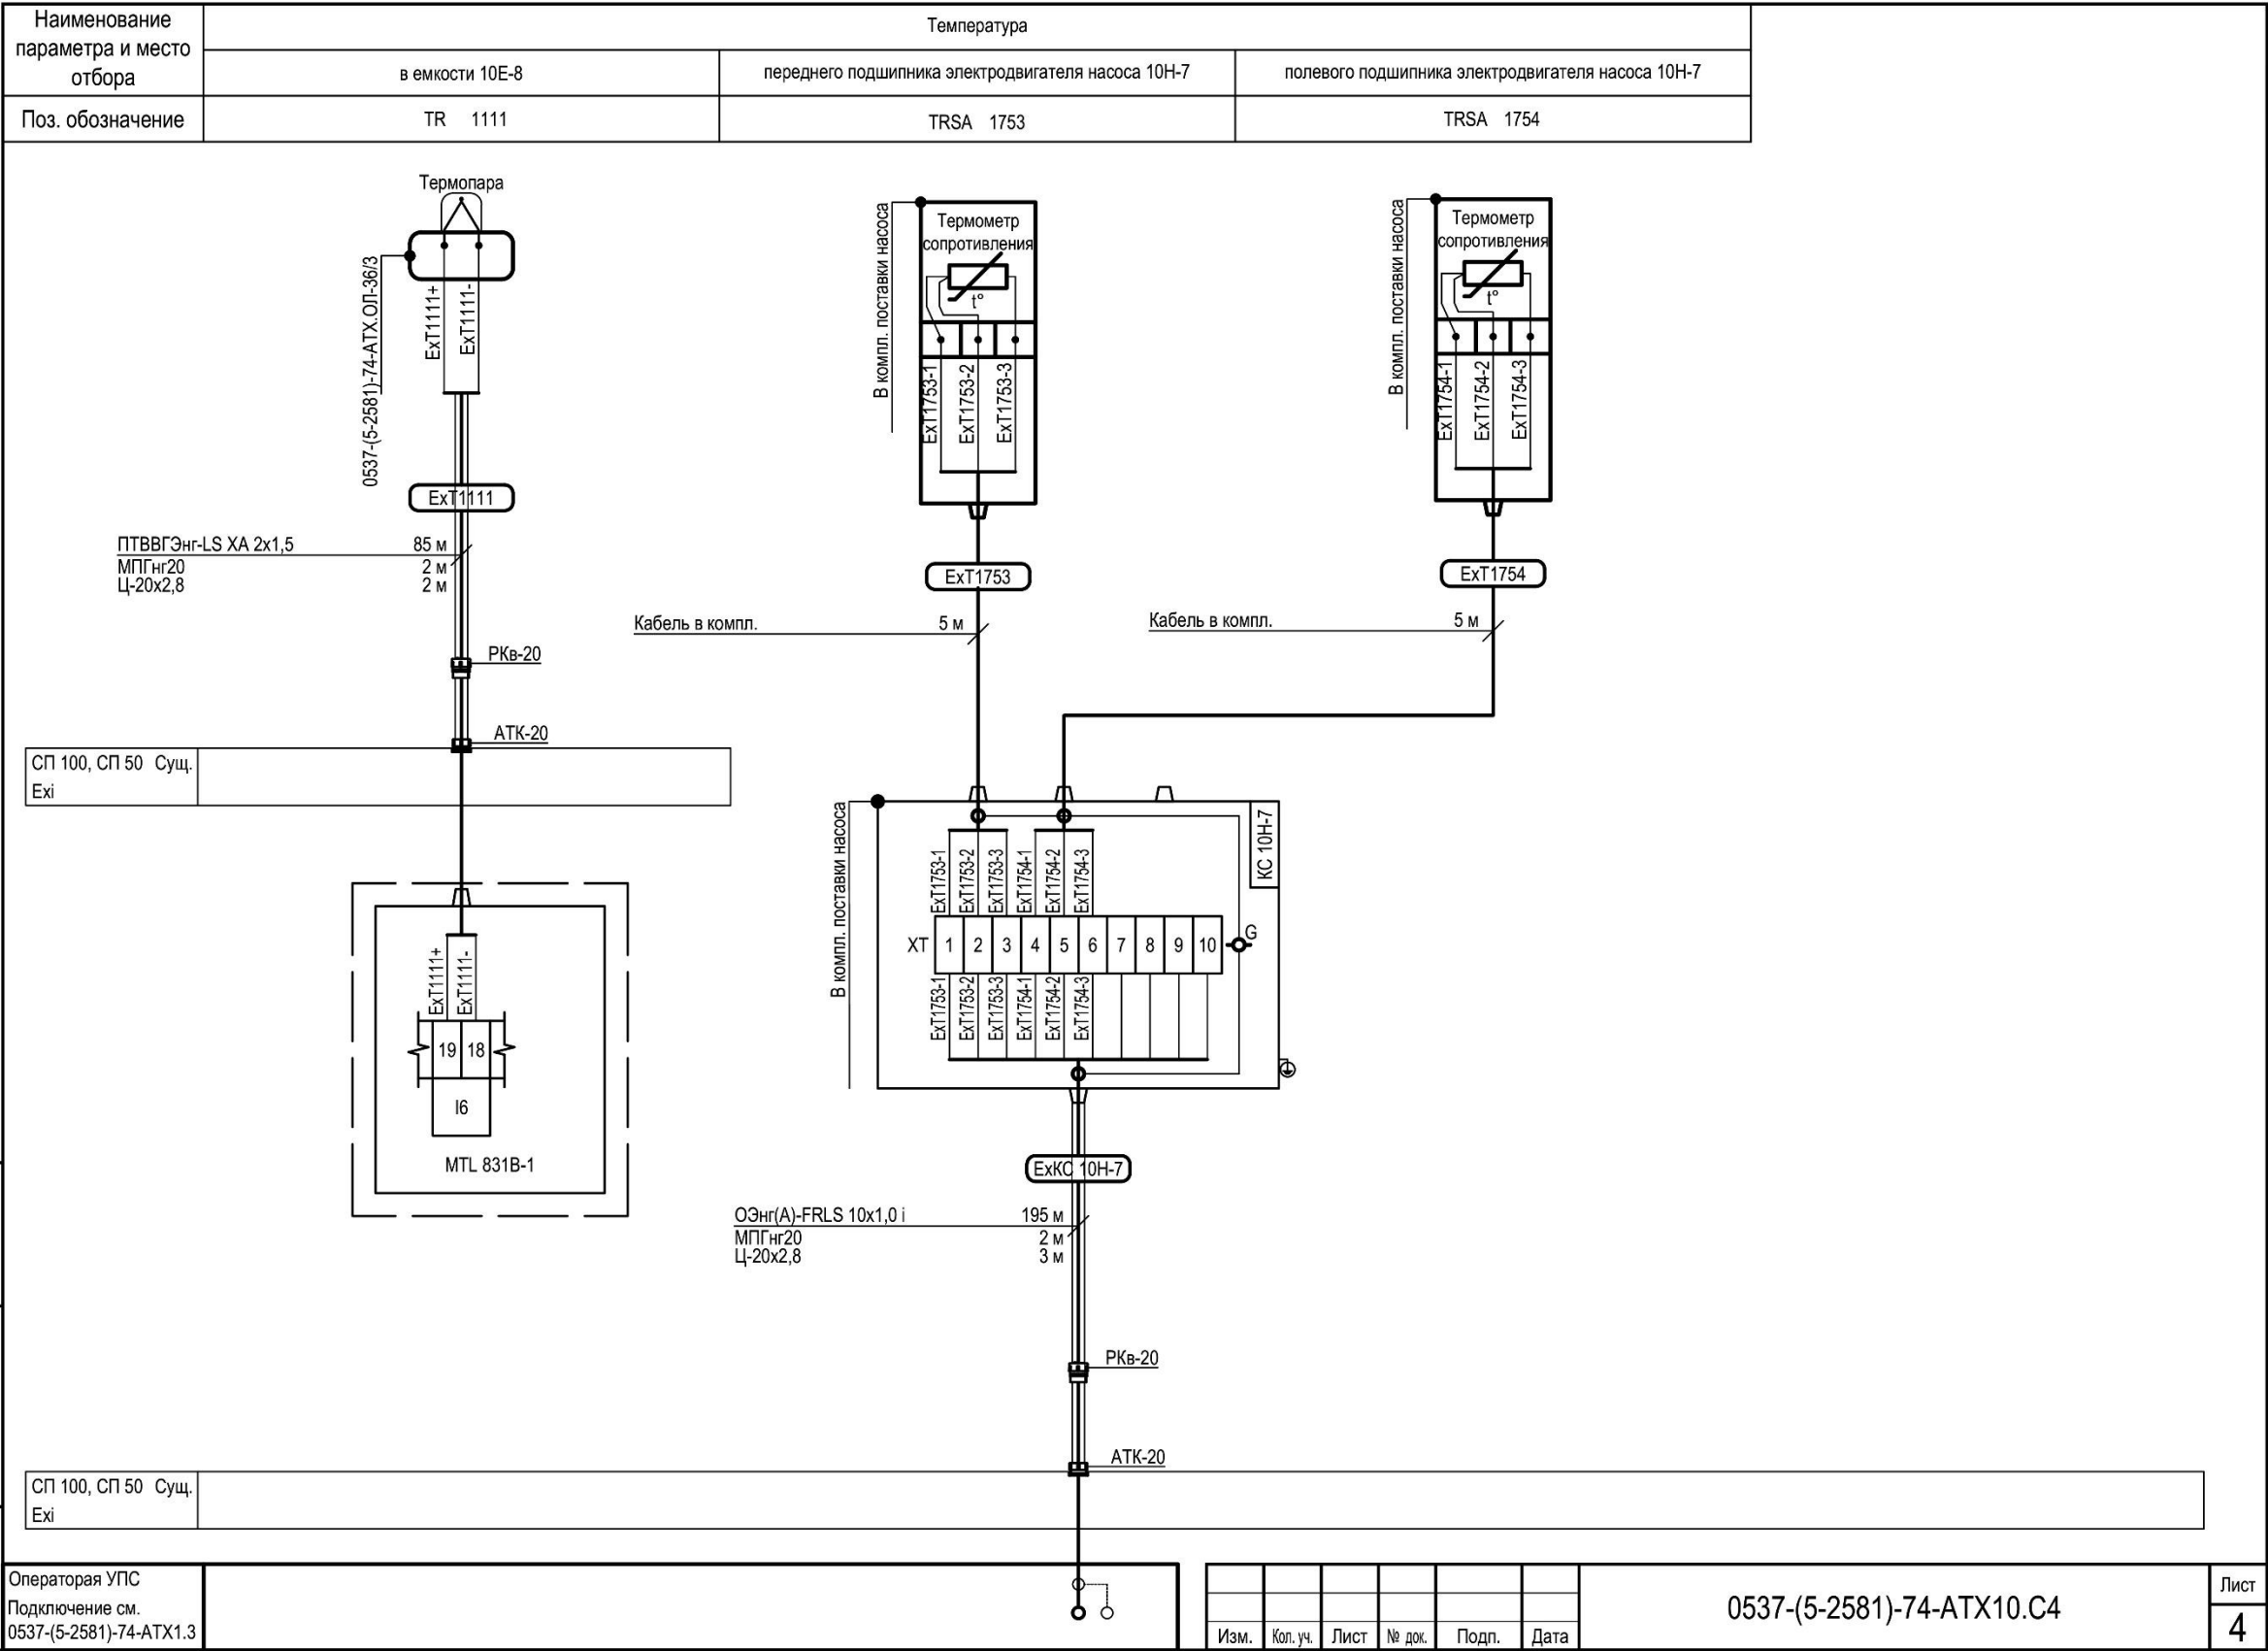 Наименование
параметра и место
отбора
Температура
в емкости 10Е-8
переднего подшипника электродвигателя насоса 10Н-7
полевого подшипника электродвигателя насоса 10Н-7
Поз. обозначение
TR 1111
TRSA 1753
TRSA 1754
Термопара
0537-(5-2581)-74-АТХ.ОЛ-36/3
ExT1111+
ExT1111-
ExT1111
ПТВВГЭнг-LS ХА 2х1,5 85 м
МПГнг20 2 м
Ц-20х2,8 2 м
РКв-20
АТК-20
СП 100, СП 50 Сущ.
Exi
ExT1111+
ExT1111-
19 18
I6
MTL 831B-1
В компл. поставки насоса
Термометр
сопротивления
t°
ExT1753-1
ExT1753-2
ExT1753-3
ExT1753
Кабель в компл. 5 м
В компл. поставки насоса
Термометр
сопротивления
t°
ExT1754-1
ExT1754-2
ExT1754-3
ExT1754
Кабель в компл. 5 м
В компл. поставки насоса
КС 10Н-7
ExT1753-1
ExT1753-2
ExT1753-3
ExT1754-1
ExT1754-2
ExT1754-3
XT 1 2 3 4 5 6 7 8 9 10 G
ExT1753-1
ExT1753-2
ExT1753-3
ExT1754-1
ExT1754-2
ExT1754-3
ExКС 10Н-7
ОЭнг(А)-FRLS 10х1,0 i 195 м
МПГнг20 2 м
Ц-20х2,8 3 м
РКв-20
АТК-20
СП 100, СП 50 Сущ.
Exi
Операторая УПС
Подключение см.
0537-(5-2581)-74-АТХ1.3
Изм. Кол. уч. Лист № док. Подп. Дата
0537-(5-2581)-74-АТХ10.С4
Лист
4